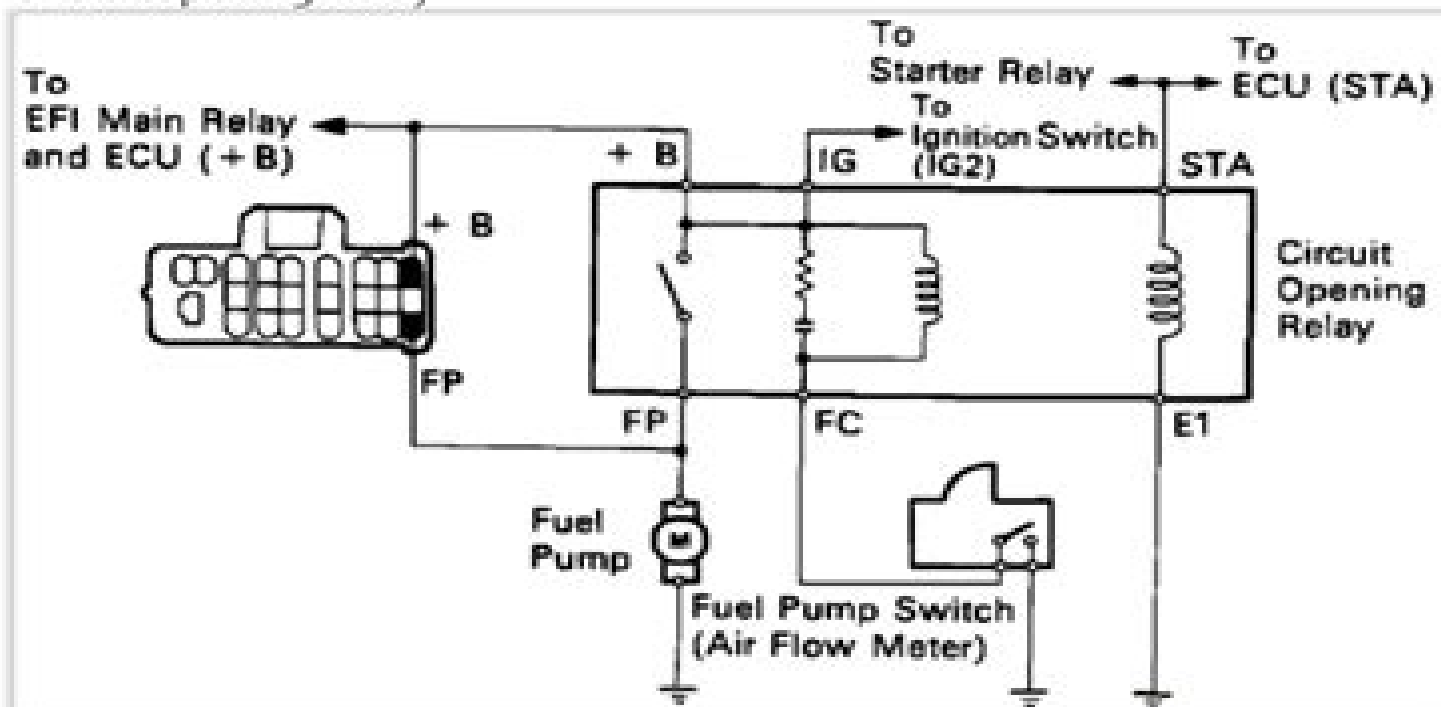 To
EFI Main Relay
and ECU (+B)
To
Starter Relay
To
ECU (STA)
To
Ignition Switch
(IG2)
+ B
IG
STA
+ B
Circuit
Opening
Relay
FP
FP
FC
E1
Fuel
Pump
M
Fuel Pump Switch
(Air Flow Meter)